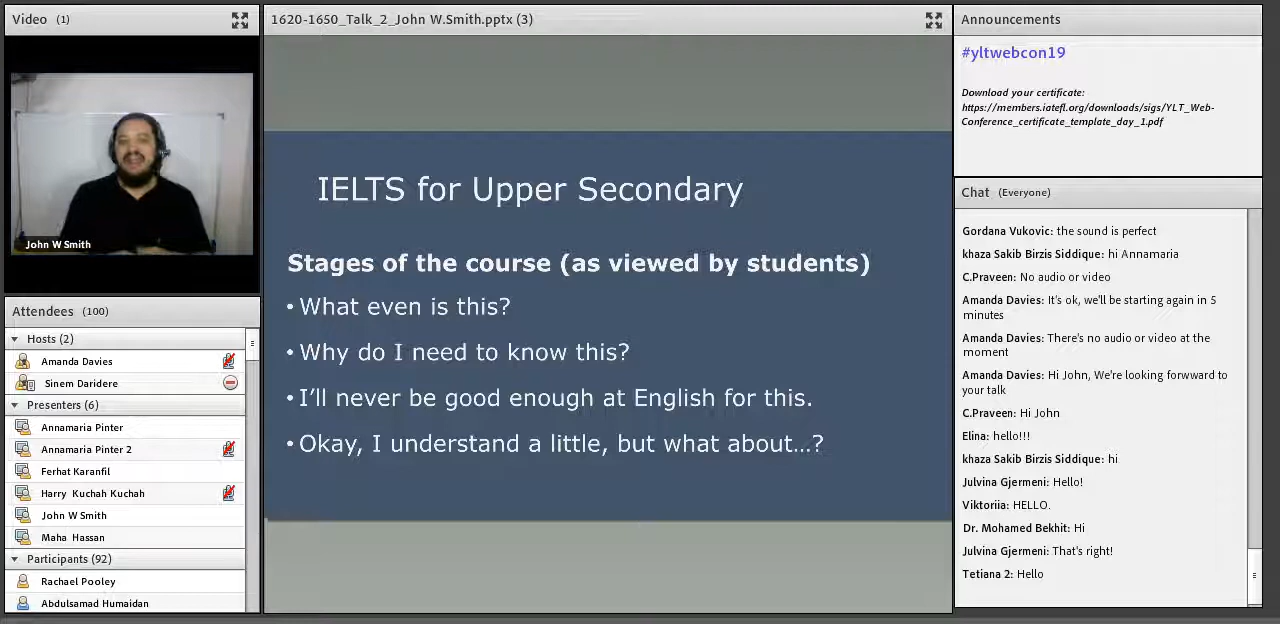 Video (1)
John W Smith
Attendees (100)
Hosts (2)
Amanda Davies
Sinem Daridere
Presenters (6)
Annamaria Pinter
Annamaria Pinter 2
Ferhat Karanfil
Harry Kuchah Kuchah
John W Smith
Maha Hassan
Participants (92)
Rachael Pooley
Abdulsamad Humaidan
1620-1650_Talk_2_John W.Smith.pptx (3)
IELTS for Upper Secondary
Stages of the course (as viewed by students)
• What even is this?
• Why do I need to know this?
• I’ll never be good enough at English for this.
• Okay, I understand a little, but what about…?
Announcements
#yltwebcon19
Download your certificate:
https://members.iatefl.org/downloads/sigs/YLT_Web-
Conference_certificate_template_day_1.pdf
Chat (Everyone)
Gordana Vukovic: the sound is perfect
khaza Sakib Birzis Siddique: hi Annamaria
C.Praveen: No audio or video
Amanda Davies: It's ok, we'll be starting again in 5
minutes
Amanda Davies: There's no audio or video at the
moment
Amanda Davies: Hi John, We're looking forwward to
your talk
C.Praveen: Hi John
Elina: hello!!!
khaza Sakib Birzis Siddique: hi
Julvina Gjermeni: Hello!
Viktoriia: HELLO.
Dr. Mohamed Bekhit: Hi
Julvina Gjermeni: That's right!
Tetiana 2: Hello